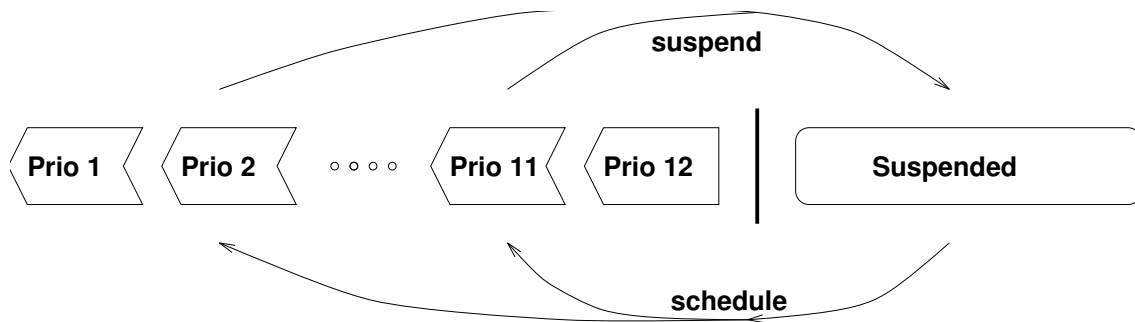 suspend
Prio 1
Prio 2
Prio 11
Prio 12
Suspended
schedule